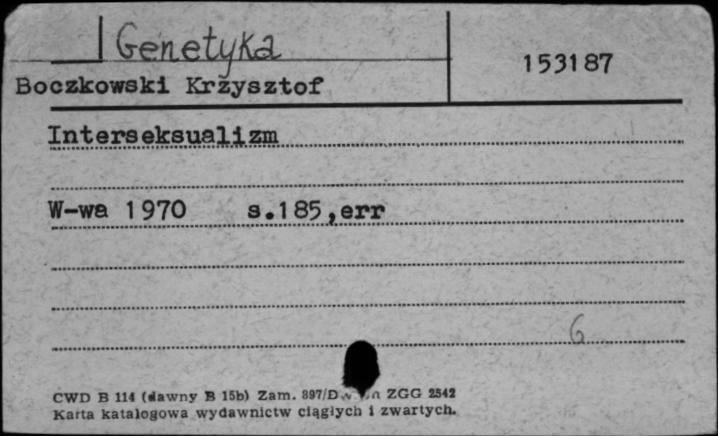 Genetyka
153187
Boczkowski Krzysztof
Interseksualizm
W-wa 1970 s.185,err
6
CWD B 114 (dawny B 15b) Zam. 897/D ZGG 2542
Karta katalogowa wydawnictw ciągłych i zwartych.